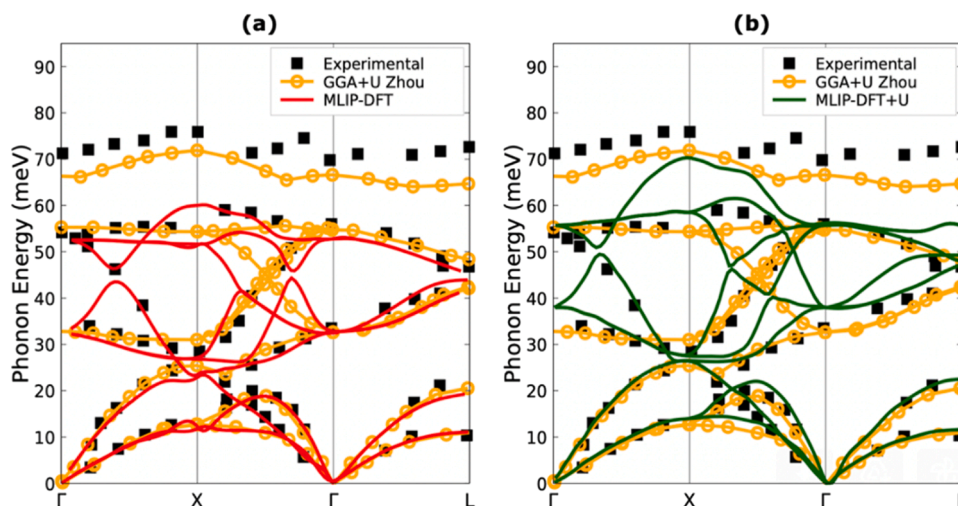 (a)
Phonon Energy (meV)
90
80
70
60
50
40
30
20
10
0
Experimental
GGA+U Zhou
MLIP-DFT
Γ X Γ L
(b)
Phonon Energy (meV)
90
80
70
60
50
40
30
20
10
0
Experimental
GGA+U Zhou
MLIP-DFT+U
Γ X Γ